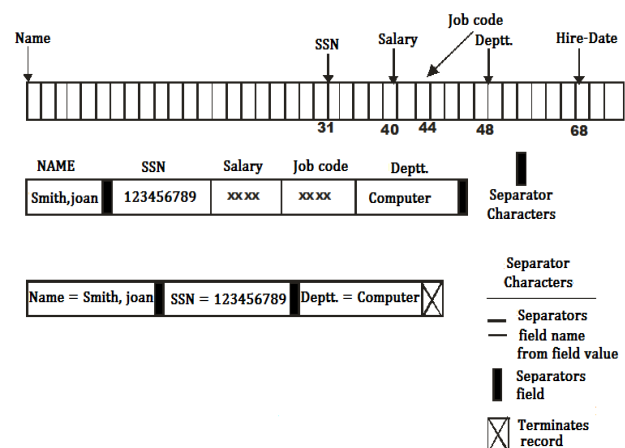 Job code
Name
SSN
Salary
Deptt.
Hire-Date
31
40
44
48
68
NAME
SSN
Salary
Job code
Deptt.
Smith,joan
123456789
xxxx
xxxx
Computer
Separator
Characters
Name = Smith, joan
SSN = 123456789
Deptt. = Computer
Separator
Characters
Separators
field name
from field value
Separators
field
Terminates
record